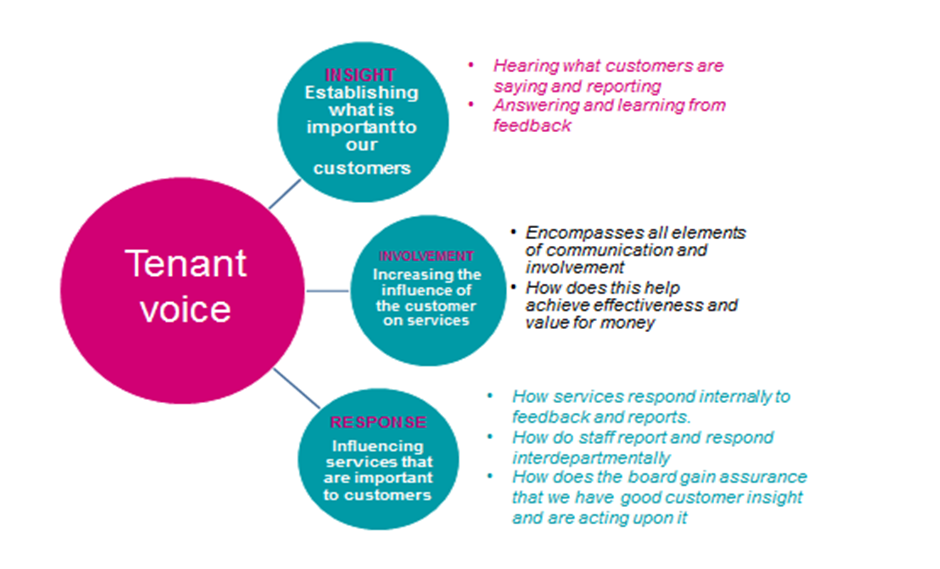 Tenant
voice
INSIGHT
Establishing
what is
important to
our
customers
• Hearing what customers are
saying and reporting
• Answering and learning from
feedback
INVOLVEMENT
Increasing the
influence of
the customer
on services
• Encompasses all elements
of communication and
involvement
• How does this help
achieve effectiveness and
value for money
RESPONSE
Influencing
services that
are important
to customers
• How services respond internally to
feedback and reports.
• How do staff report and respond
interdepartmentally
• How does the board gain assurance
that we have good customer insight
and are acting upon it